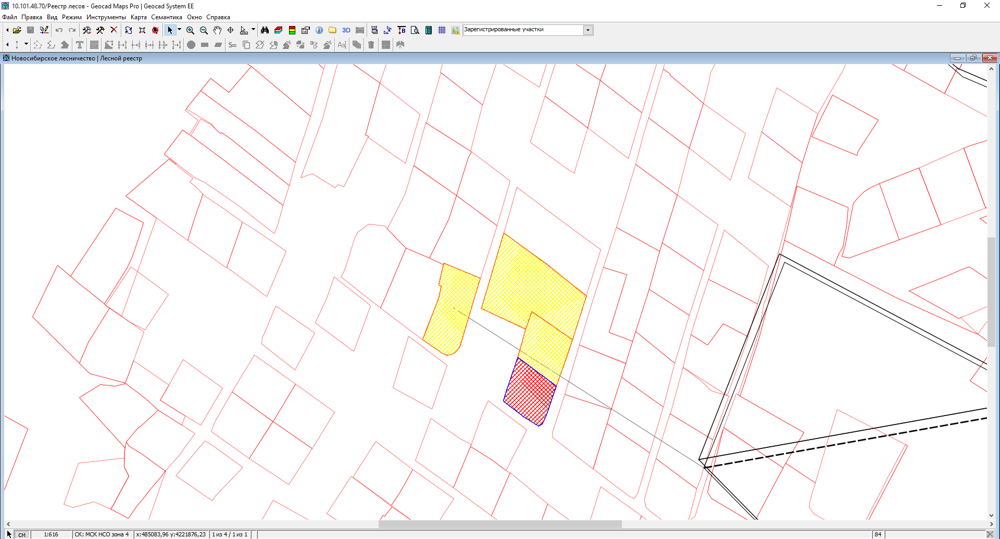 10.101.48.70/Реестр лесов - Geocad Maps Pro | Geocad System EE
Файл Правка Вид Режим Инструменты Карта Семантика Окно Справка
3D Зарегистрированные участки
Новосибирское лесничество | Лесной реестр
см 1:616 СК: МСК НСО зона 4 x:485083,96 y:4221876,23 1 из 4 / 1 из 1 84